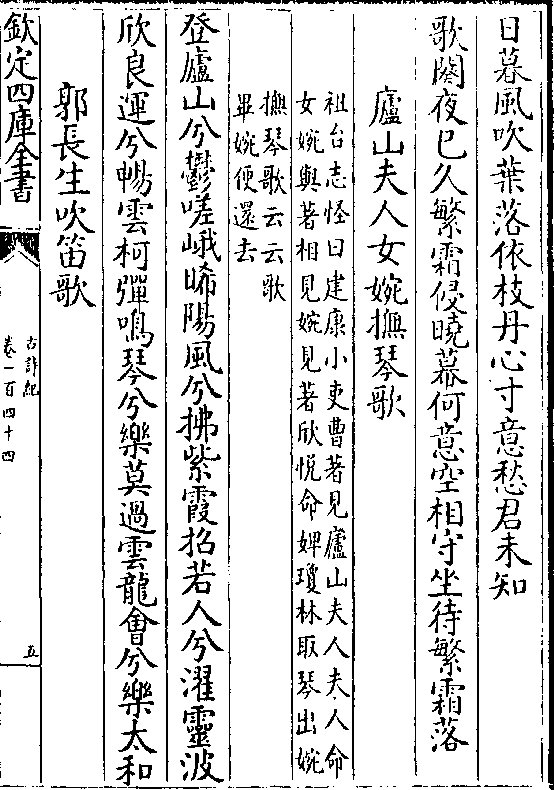 日暮風吹葉落依枝丹心寸意愁君未知
歌闋夜已久繁霜侵曉幕何意空相守坐待繁霜落
廬山夫人女婉撫琴歌
祖台志怪曰建康小吏曹著見廬山夫人夫人命
女婉與著相見婉見著欣悅命婢瓊林取琴出婉
撫琴歌云云歌
畢婉便還去
登廬山兮鬱嵯峨晞陽風兮拂紫霞招若人兮濯靈波
欣良運兮暢雲柯彈鳴琴兮樂莫過雲龍會兮樂太和
郭長生吹笛歌
欽定四庫全書
古詩紀
卷一百四十四
五